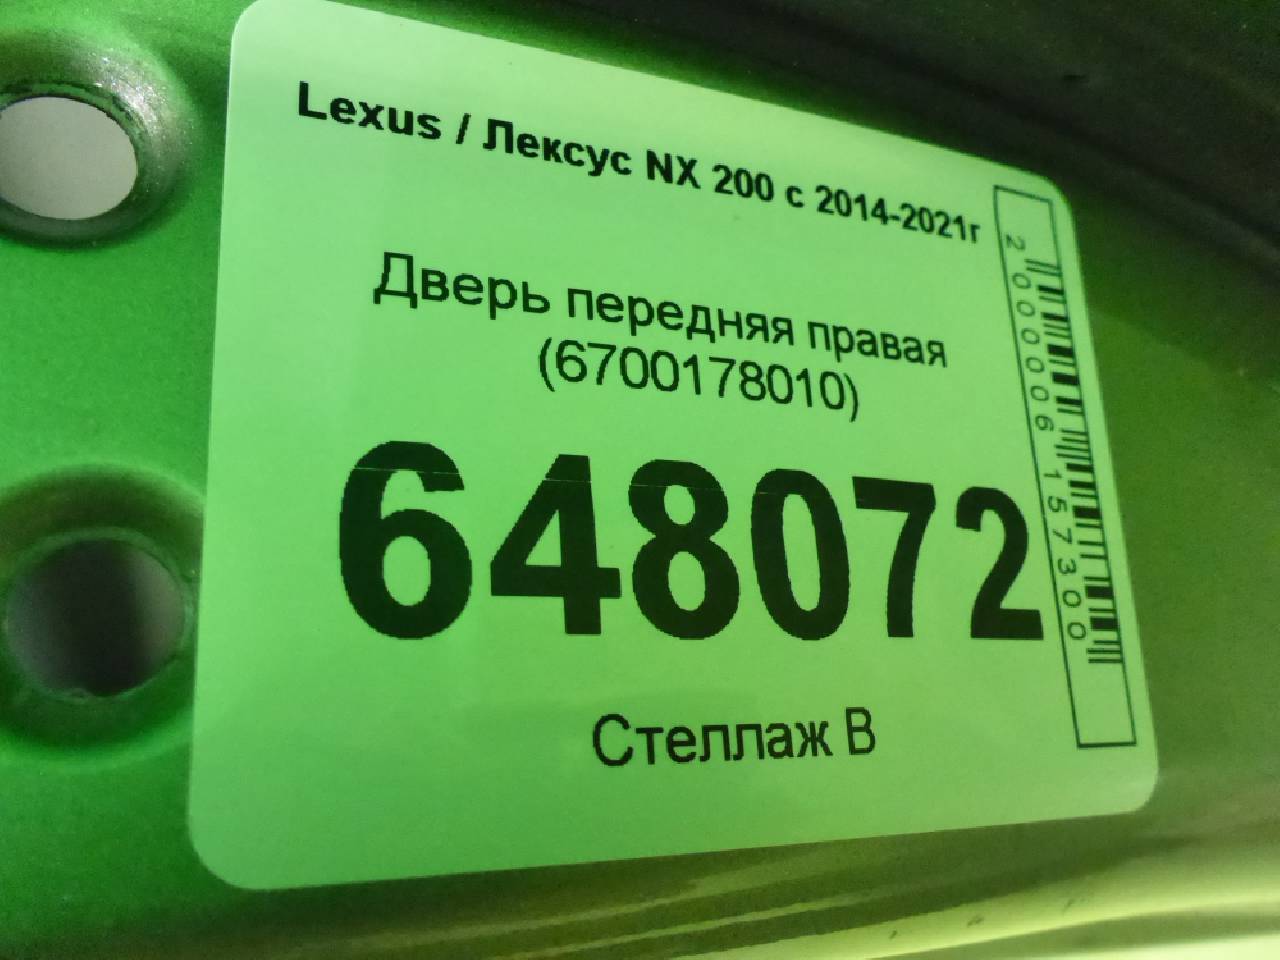 Lexus / Лексус NX 200 с 2014-2021г
Дверь передняя правая
(6700178010)
648072
Стеллаж В
2000006157300